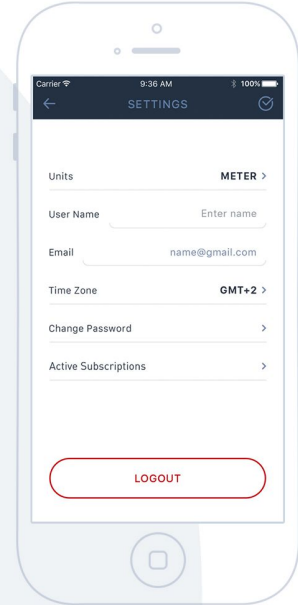 Carrier 9:36 AM 100%
SETTINGS
Units METER >
User Name Enter name
Email name@gmail.com
Time Zone GMT+2 >
Change Password >
Active Subscriptions >
LOGOUT